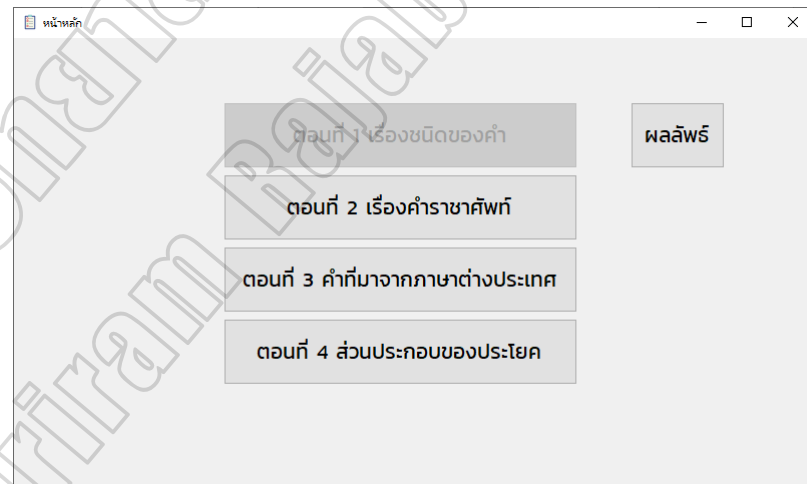 หน้าหลัก
ตอนที่ 1 เรื่องชนิดของคำ
ผลลัพธ์
ตอนที่ 2 เรื่องคำราชาศัพท์
ตอนที่ 3 คำที่มาจากภาษาต่างประเทศ
ตอนที่ 4 ส่วนประกอบของประโยค